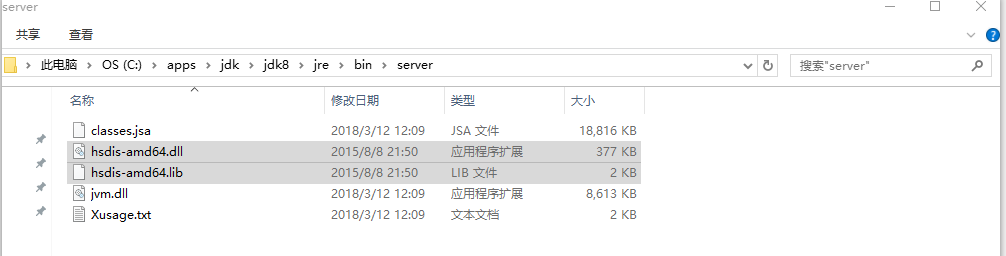 server
共享 查看
此电脑 OS (C:) apps jdk jdk8 jre bin server 搜索"server"
名称 修改日期 类型 大小
classes.jsa 2018/3/12 12:09 JSA 文件 18,816 KB
hsdis-amd64.dll 2015/8/8 21:50 应用程序扩展 377 KB
hsdis-amd64.lib 2015/8/8 21:50 LIB 文件 2 KB
jvm.dll 2018/3/12 12:09 应用程序扩展 8,613 KB
Xusage.txt 2018/3/12 12:09 文本文档 2 KB